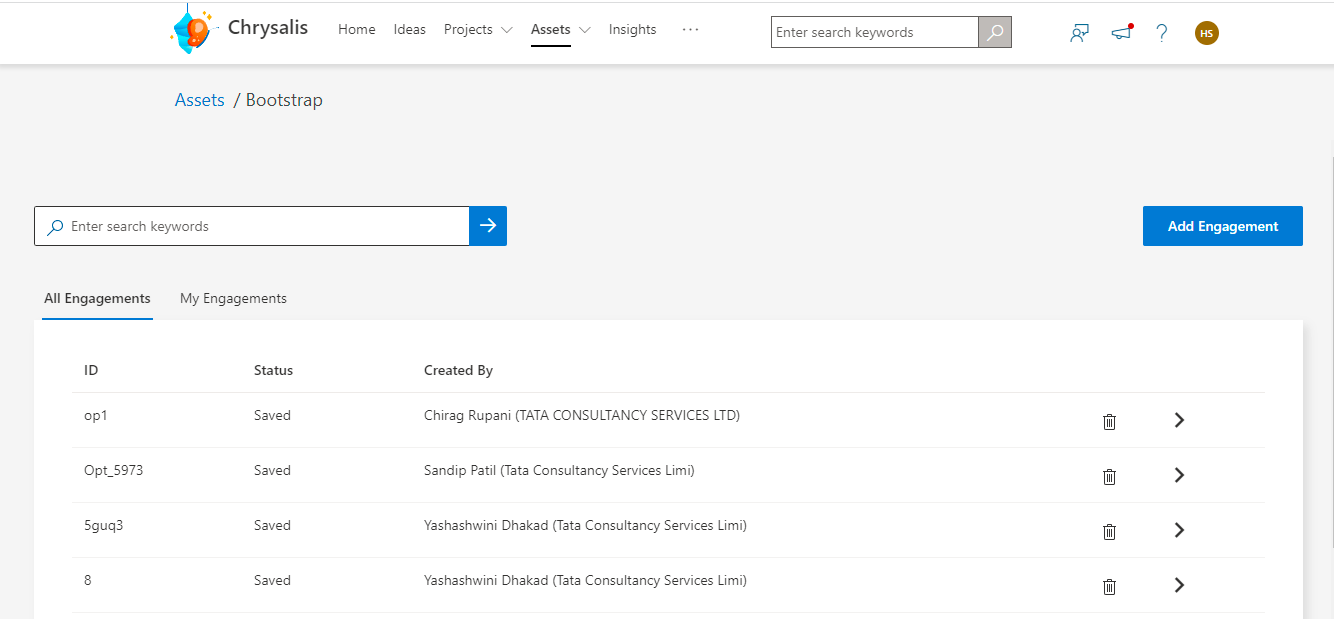 Chrysalis Home Ideas Projects Assets Insights ... Enter search keywords ? HS
Assets / Bootstrap
Enter search keywords Add Engagement
All Engagements My Engagements
ID Status Created By
op1 Saved Chirag Rupani (TATA CONSULTANCY SERVICES LTD)
Opt_5973 Saved Sandip Patil (Tata Consultancy Services Limi)
5guq3 Saved Yashashwini Dhakad (Tata Consultancy Services Limi)
8 Saved Yashashwini Dhakad (Tata Consultancy Services Limi)